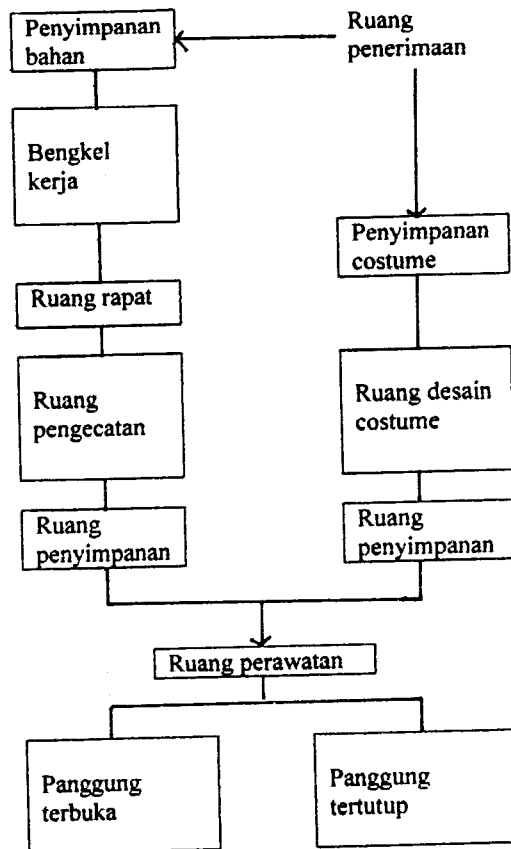 Penyimpanan
bahan
Ruang
penerimaan
Bengkel
kerja
Penyimpanan
costume
Ruang rapat
Ruang
pengecatan
Ruang desain
costume
Ruang
penyimpanan
Ruang
penyimpanan
Ruang perawatan
Panggung
terbuka
Panggung
tertutup